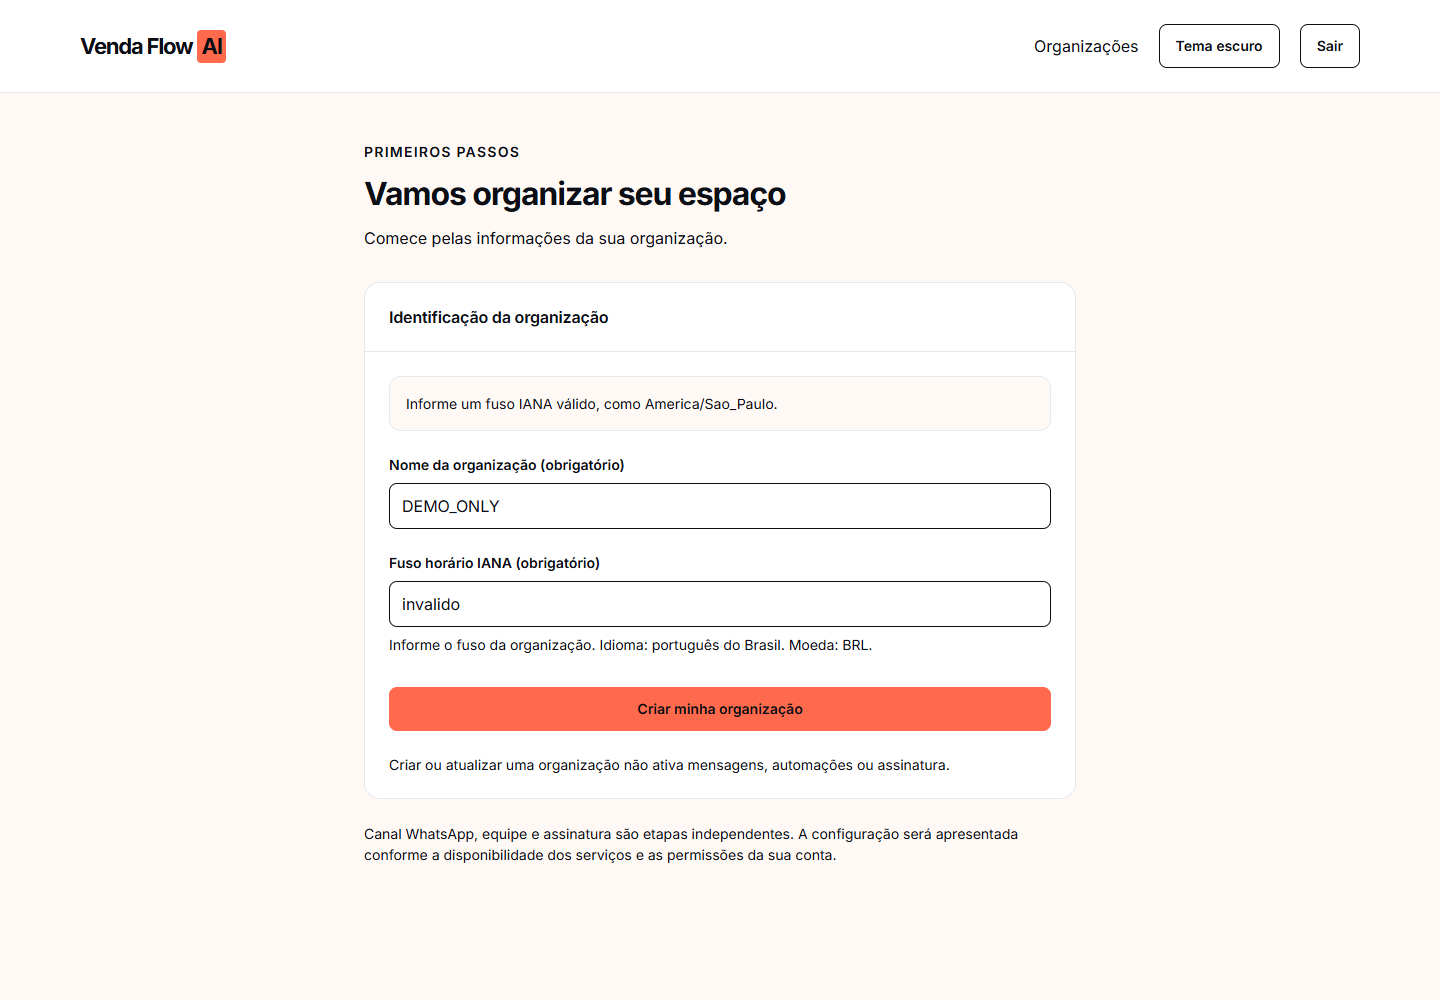 Venda Flow AI
Organizações
Tema escuro
Sair
PRIMEIROS PASSOS
Vamos organizar seu espaço
Comece pelas informações da sua organização.
Identificação da organização
Informe um fuso IANA válido, como America/Sao_Paulo.
Nome da organização (obrigatório)
DEMO_ONLY
Fuso horário IANA (obrigatório)
invalido
Informe o fuso da organização. Idioma: português do Brasil. Moeda: BRL.
Criar minha organização
Criar ou atualizar uma organização não ativa mensagens, automações ou assinatura.
Canal WhatsApp, equipe e assinatura são etapas independentes. A configuração será apresentada
conforme a disponibilidade dos serviços e as permissões da sua conta.